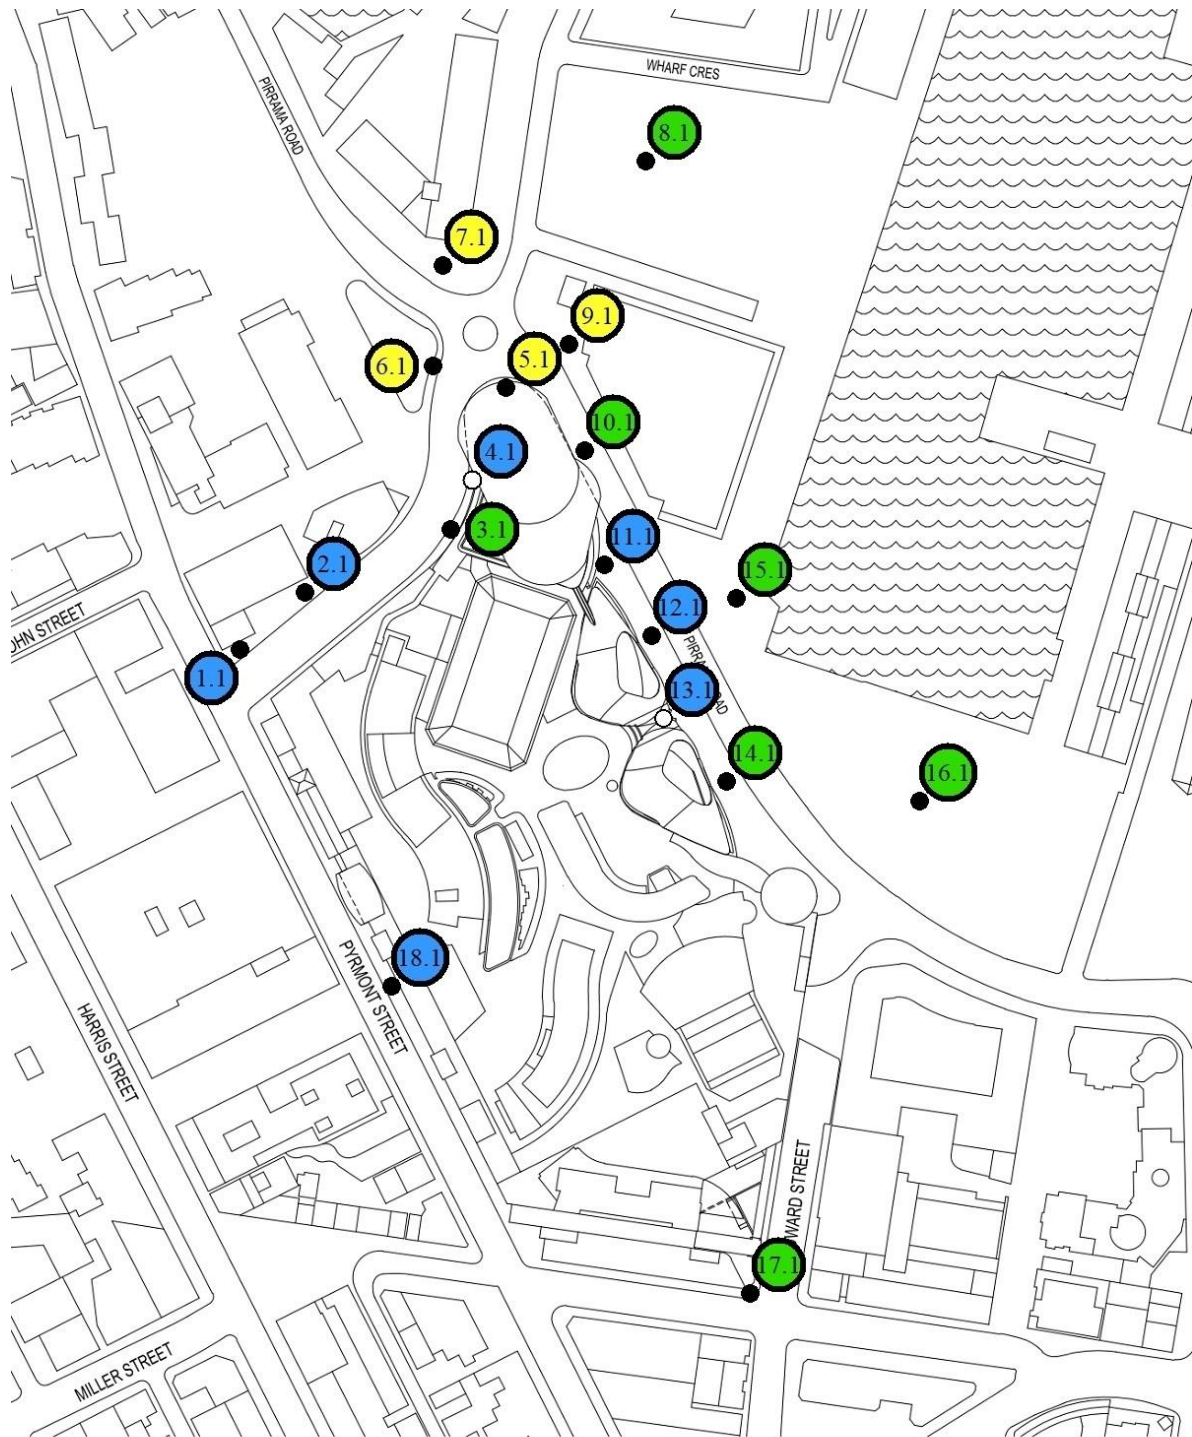 WHARF CRES
PIRRAMA ROAD
8.1
7.1
9.1
5.1
6.1
10.1
4.1
3.1
11.1
2.1
15.1
12.1
OHN STREET
1.1
13.1
14.1
16.1
18.1
PYRMONT STREET
HARRIS STREET
WARD STREET
17.1
MILLER STREET